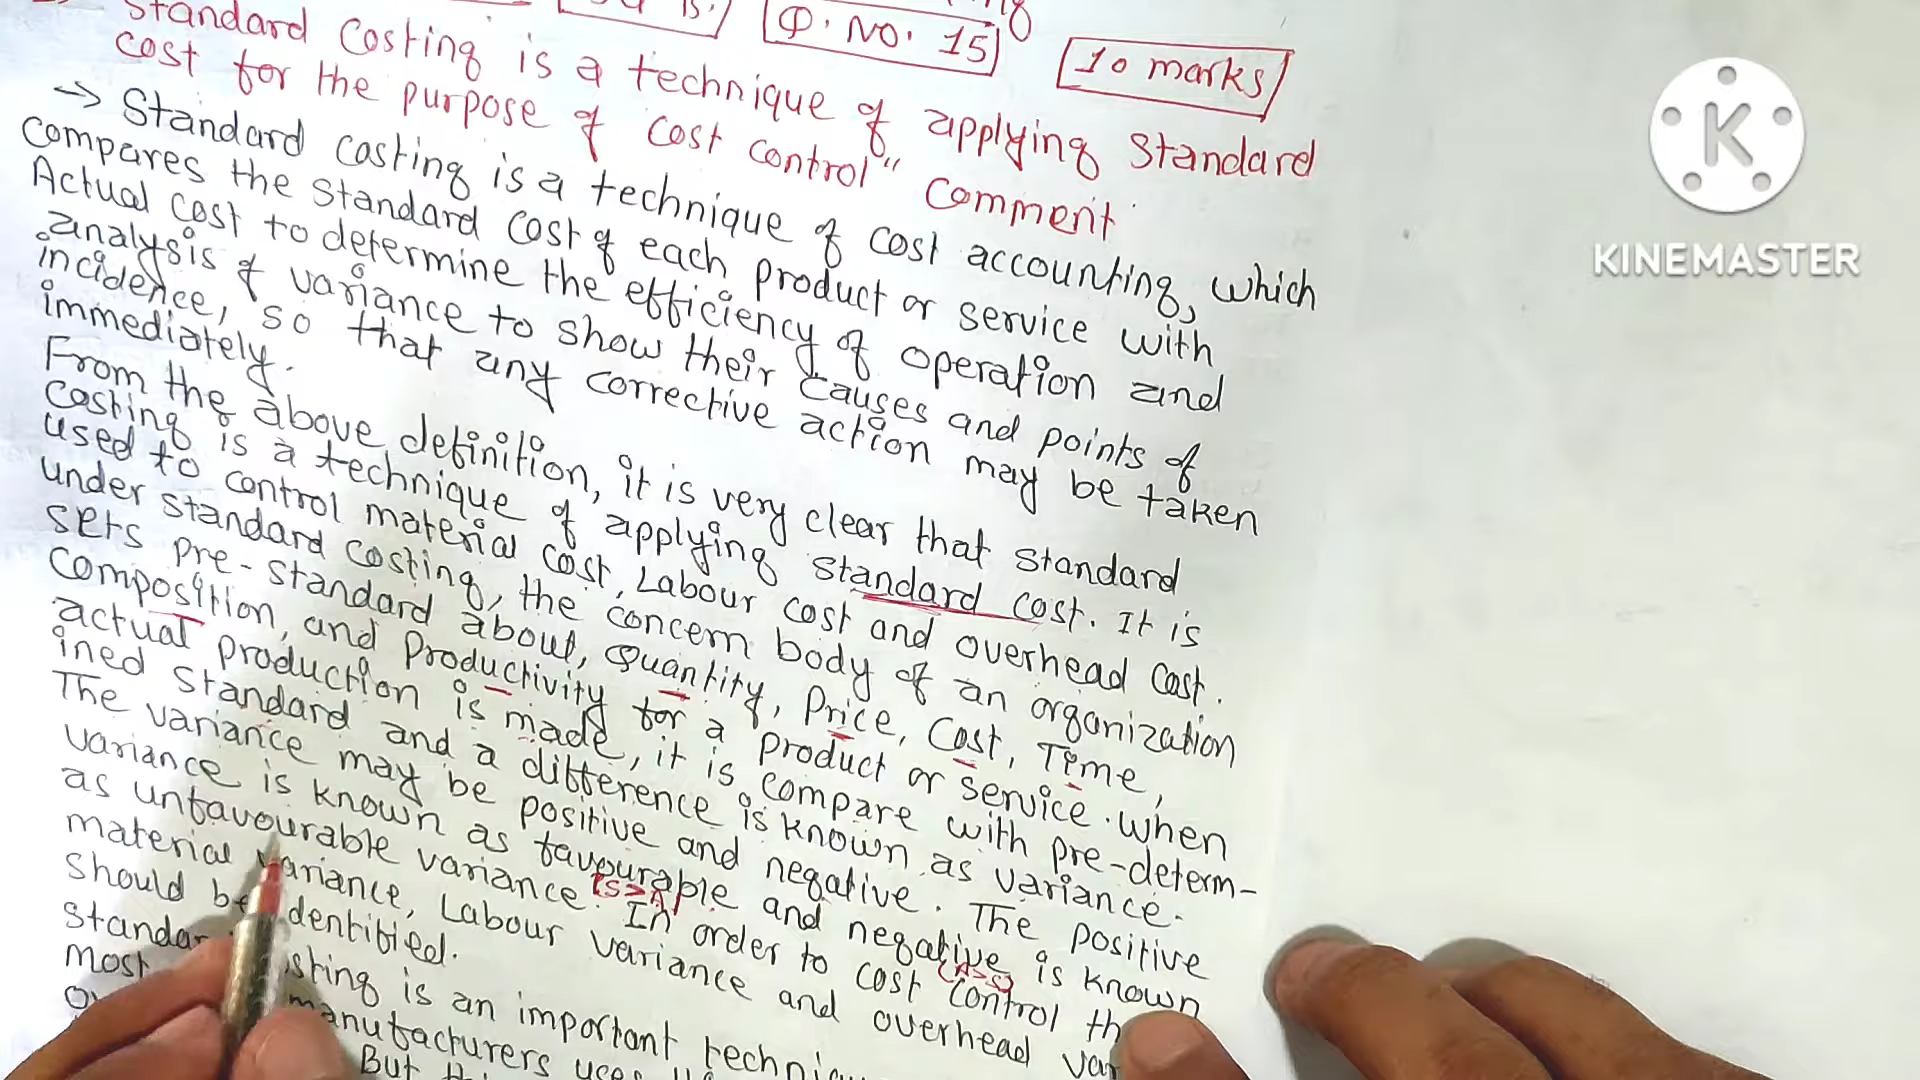 Q. NO. 15
10 marks
Standard Costing is a technique of applying Standard
cost for the purpose of cost control" Comment
→ Standard costing is a technique of cost accounting, which
compares the standard cost of each product or service with
Actual cost to determine the efficiency of operation and
analysis of variance to show their causes and points of
incidence, so that any corrective action may be taken
immediately.
From the above definition, it is very clear that standard
costing is a technique of applying standard cost. It is
used to control material cost, Labour cost and overhead cost.
under standard costing, the concern body of an organization
sets pre-standard about, Quantity, Price, Cost, Time,
Composition, and Productivity for a product or service. When
actual production is made, it is compare with pre-determ-
ined standard and a difference is known as variance.
The variance may be positive and negative. The positive
variance is known as favourable and negative is known
as unfavourable variance. In order to cost control
(S>A)
material variance, Labour variance and overhead
should be identified.
is an important
most
manufacturers
But
KINEMASTER